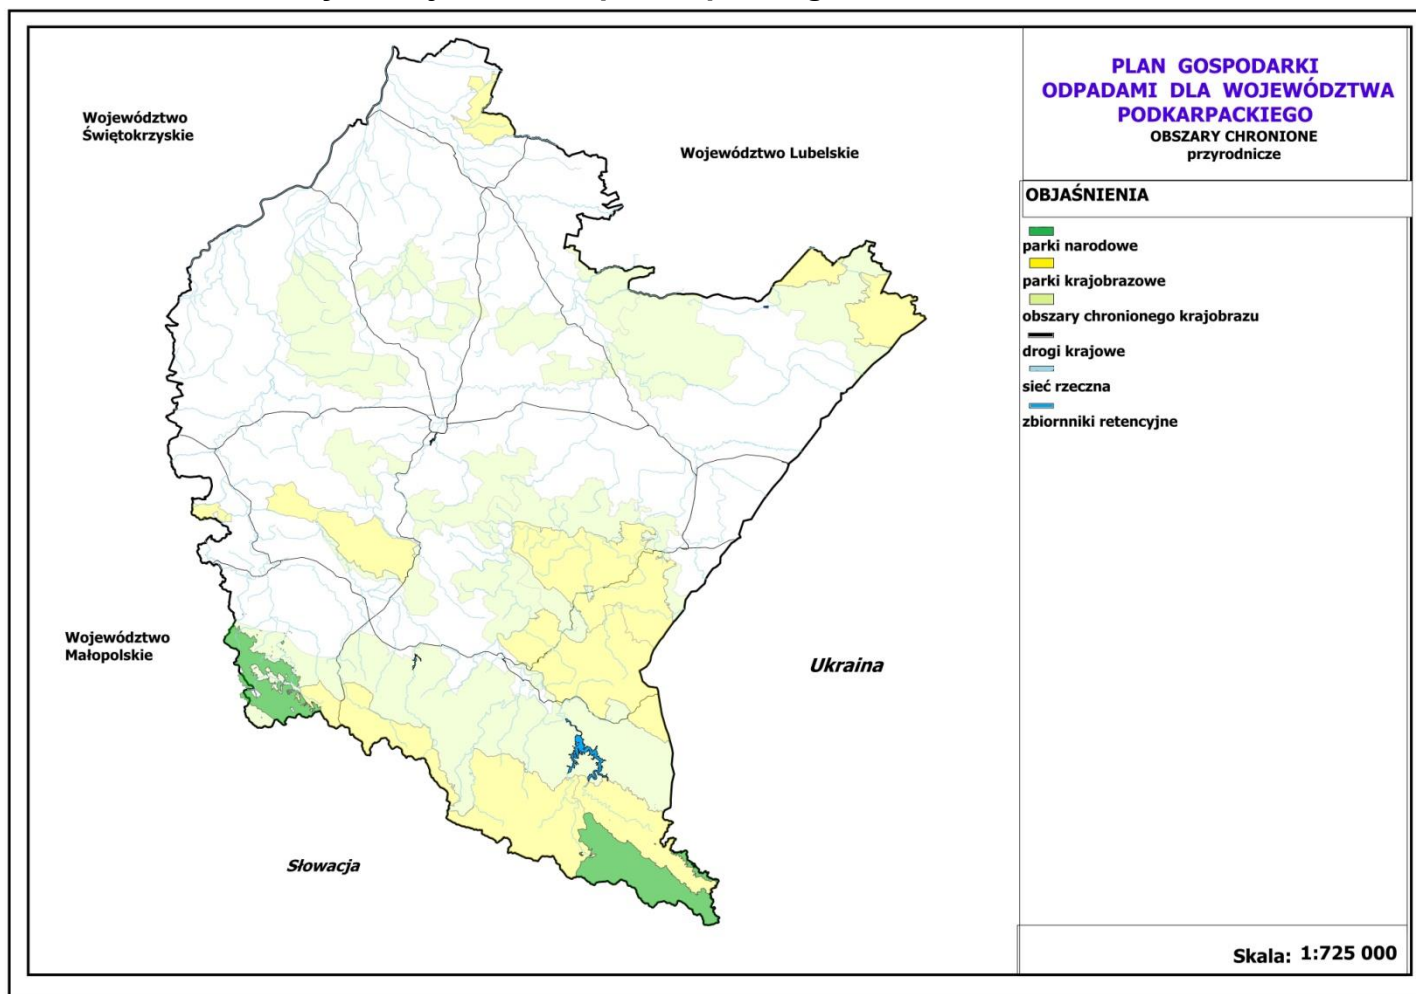 PLAN GOSPODARKI
ODPADAMI DLA WOJEWÓDZTWA
PODKARPACKIEGO
OBSZARY CHRONIONE
przyrodnicze
Województwo
Świętokrzyskie
Województwo Lubelskie
Województwo
Małopolskie
Ukraina
Słowacja
OBJAŚNIENIA
parki narodowe
parki krajobrazowe
obszary chronionego krajobrazu
drogi krajowe
sieć rzeczna
zbiornniki retencyjne
Skala: 1:725 000